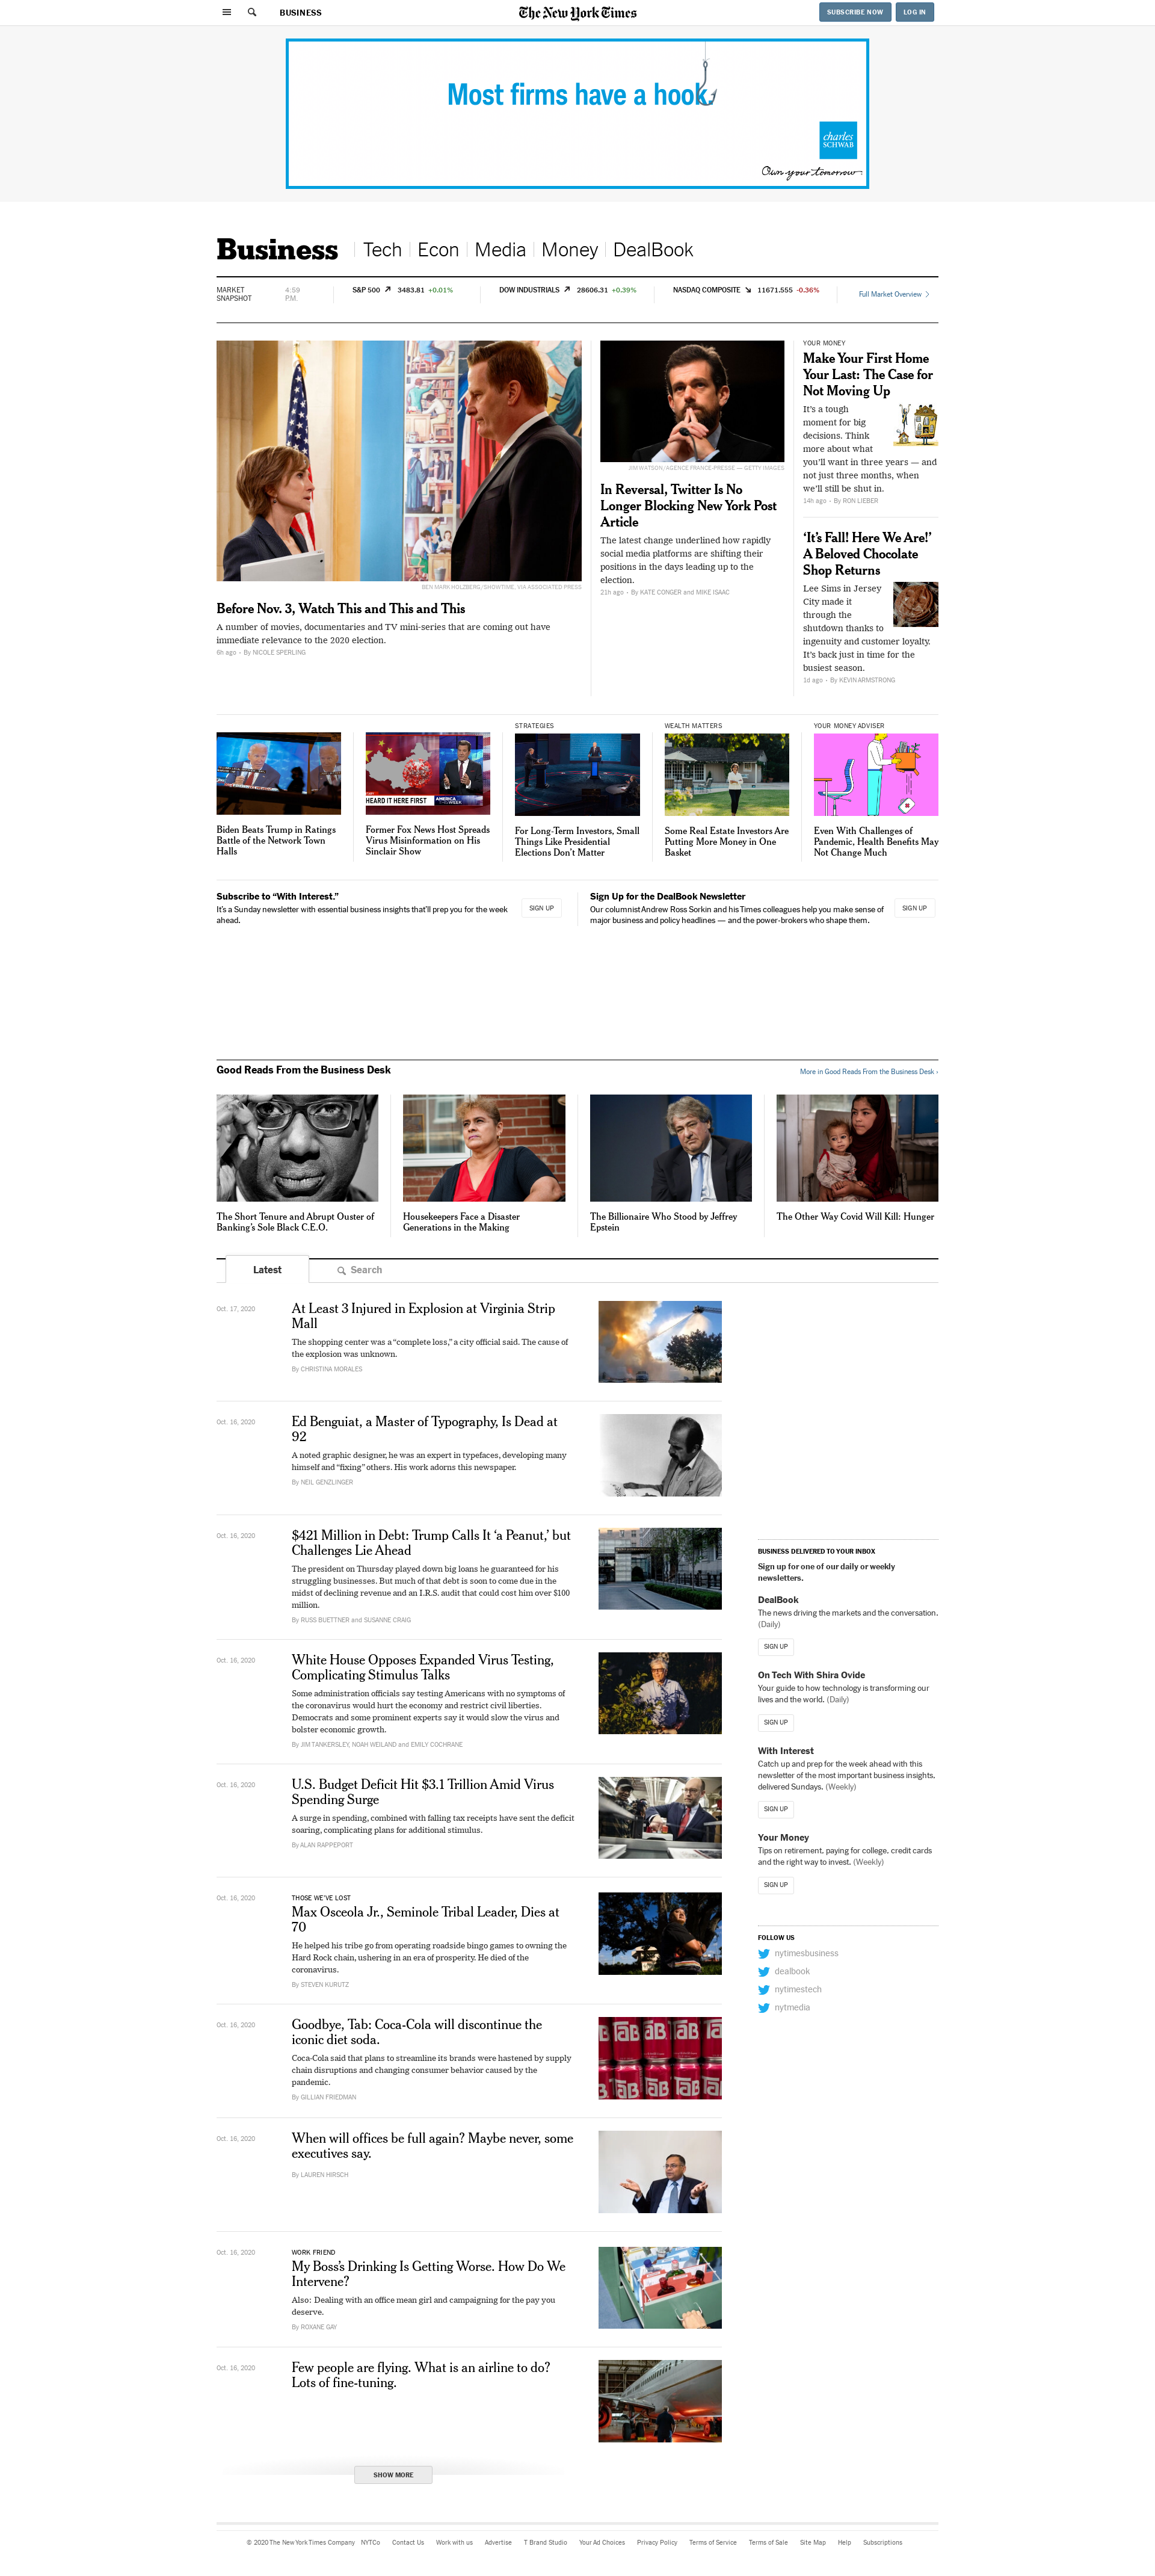 BUSINESS
The New York Times
SUBSCRIBE NOW
LOG IN
Most firms have a hook.
charles
SCHWAB
Own your tomorrow.
Business
Tech
Econ
Media
Money
DealBook
MARKET
SNAPSHOT
4:59
P.M.
S&P 500 3483.81 +0.01%
DOW INDUSTRIALS 28606.31 +0.39%
NASDAQ COMPOSITE 11671.555 -0.36%
Full Market Overview
BEN MARK HOLZBERG/SHOWTIME, VIA ASSOCIATED PRESS
Before Nov. 3, Watch This and This and This
A number of movies, documentaries and TV mini-series that are coming out have
immediate relevance to the 2020 election.
6h ago • By NICOLE SPERLING
JIM WATSON/AGENCE FRANCE-PRESSE — GETTY IMAGES
In Reversal, Twitter Is No
Longer Blocking New York Post
Article
The latest change underlined how rapidly
social media platforms are shifting their
positions in the days leading up to the
election.
21h ago • By KATE CONGER and MIKE ISAAC
YOUR MONEY
Make Your First Home
Your Last: The Case for
Not Moving Up
It's a tough
moment for big
decisions. Think
more about what
you'll want in three years — and
not just three months, when
we'll still be shut in.
14h ago • By RON LIEBER
‘It’s Fall! Here We Are!’
A Beloved Chocolate
Shop Returns
Lee Sims in Jersey
City made it
through the
shutdown thanks to
ingenuity and customer loyalty.
It’s back just in time for the
busiest season.
1d ago • By KEVIN ARMSTRONG
Biden Beats Trump in Ratings
Battle of the Network Town
Halls
HEARD IT HERE FIRST
AMERICA
THIS WEEK
Former Fox News Host Spreads
Virus Misinformation on His
Sinclair Show
STRATEGIES
For Long-Term Investors, Small
Things Like Presidential
Elections Don’t Matter
WEALTH MATTERS
Some Real Estate Investors Are
Putting More Money in One
Basket
YOUR MONEY ADVISER
Even With Challenges of
Pandemic, Health Benefits May
Not Change Much
Subscribe to “With Interest.”
It’s a Sunday newsletter with essential business insights that’ll prep you for the week
ahead.
SIGN UP
Sign Up for the DealBook Newsletter
Our columnist Andrew Ross Sorkin and his Times colleagues help you make sense of
major business and policy headlines — and the power-brokers who shape them.
SIGN UP
Good Reads From the Business Desk
More in Good Reads From the Business Desk ›
The Short Tenure and Abrupt Ouster of
Banking’s Sole Black C.E.O.
Housekeepers Face a Disaster
Generations in the Making
The Billionaire Who Stood by Jeffrey
Epstein
The Other Way Covid Will Kill: Hunger
Latest
Search
Oct. 17, 2020
At Least 3 Injured in Explosion at Virginia Strip
Mall
The shopping center was a “complete loss,” a city official said. The cause of
the explosion was unknown.
By CHRISTINA MORALES
Oct. 16, 2020
Ed Benguiat, a Master of Typography, Is Dead at
92
A noted graphic designer, he was an expert in typefaces, developing many
himself and “fixing” others. His work adorns this newspaper.
By NEIL GENZLINGER
Oct. 16, 2020
$421 Million in Debt: Trump Calls It ‘a Peanut,’ but
Challenges Lie Ahead
The president on Thursday played down big loans he guaranteed for his
struggling businesses. But much of that debt is soon to come due in the
midst of declining revenue and an I.R.S. audit that could cost him over $100
million.
By RUSS BUETTNER and SUSANNE CRAIG
Oct. 16, 2020
White House Opposes Expanded Virus Testing,
Complicating Stimulus Talks
Some administration officials say testing Americans with no symptoms of
the coronavirus would hurt the economy and restrict civil liberties.
Democrats and some prominent experts say it would slow the virus and
bolster economic growth.
By JIM TANKERSLEY, NOAH WEILAND and EMILY COCHRANE
Oct. 16, 2020
U.S. Budget Deficit Hit $3.1 Trillion Amid Virus
Spending Surge
A surge in spending, combined with falling tax receipts have sent the deficit
soaring, complicating plans for additional stimulus.
By ALAN RAPPEPORT
Oct. 16, 2020
THOSE WE’VE LOST
Max Osceola Jr., Seminole Tribal Leader, Dies at
70
He helped his tribe go from operating roadside bingo games to owning the
Hard Rock chain, ushering in an era of prosperity. He died of the
coronavirus.
By STEVEN KURUTZ
Oct. 16, 2020
Goodbye, Tab: Coca-Cola will discontinue the
iconic diet soda.
Coca-Cola said that plans to streamline its brands were hastened by supply
chain disruptions and changing consumer behavior caused by the
pandemic.
By GILLIAN FRIEDMAN
TAB TAB TAB TAB
TAB TAB TAB
Oct. 16, 2020
When will offices be full again? Maybe never, some
executives say.
By LAUREN HIRSCH
Oct. 16, 2020
WORK FRIEND
My Boss’s Drinking Is Getting Worse. How Do We
Intervene?
Also: Dealing with an office mean girl and campaigning for the pay you
deserve.
By ROXANE GAY
Oct. 16, 2020
Few people are flying. What is an airline to do?
Lots of fine-tuning.
SHOW MORE
BUSINESS DELIVERED TO YOUR INBOX
Sign up for one of our daily or weekly
newsletters.
DealBook
The news driving the markets and the conversation.
(Daily)
SIGN UP
On Tech With Shira Ovide
Your guide to how technology is transforming our
lives and the world. (Daily)
SIGN UP
With Interest
Catch up and prep for the week ahead with this
newsletter of the most important business insights,
delivered Sundays. (Weekly)
SIGN UP
Your Money
Tips on retirement, paying for college, credit cards
and the right way to invest. (Weekly)
SIGN UP
FOLLOW US
nytimesbusiness
dealbook
nytimestech
nytmedia
© 2020 The New York Times Company NYTCo Contact Us Work with us Advertise T Brand Studio Your Ad Choices Privacy Policy Terms of Service Terms of Sale Site Map Help Subscriptions